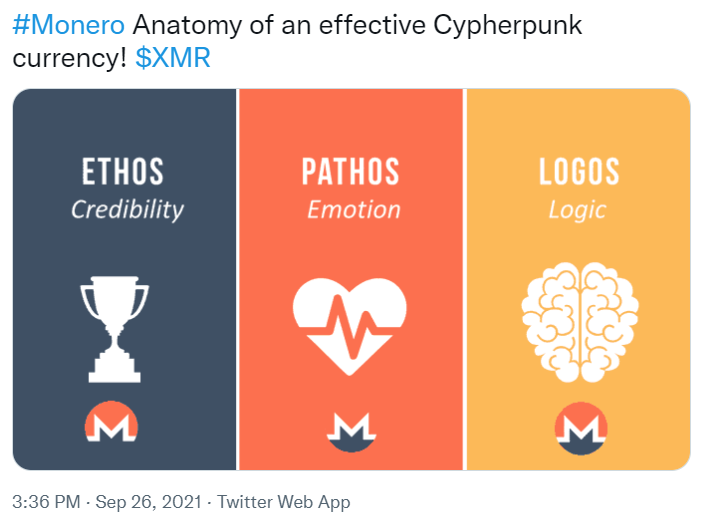 #Monero Anatomy of an effective Cypherpunk
currency! $XMR
ETHOS
Credibility
PATHOS
Emotion
LOGOS
Logic
3:36 PM · Sep 26, 2021 · Twitter Web App